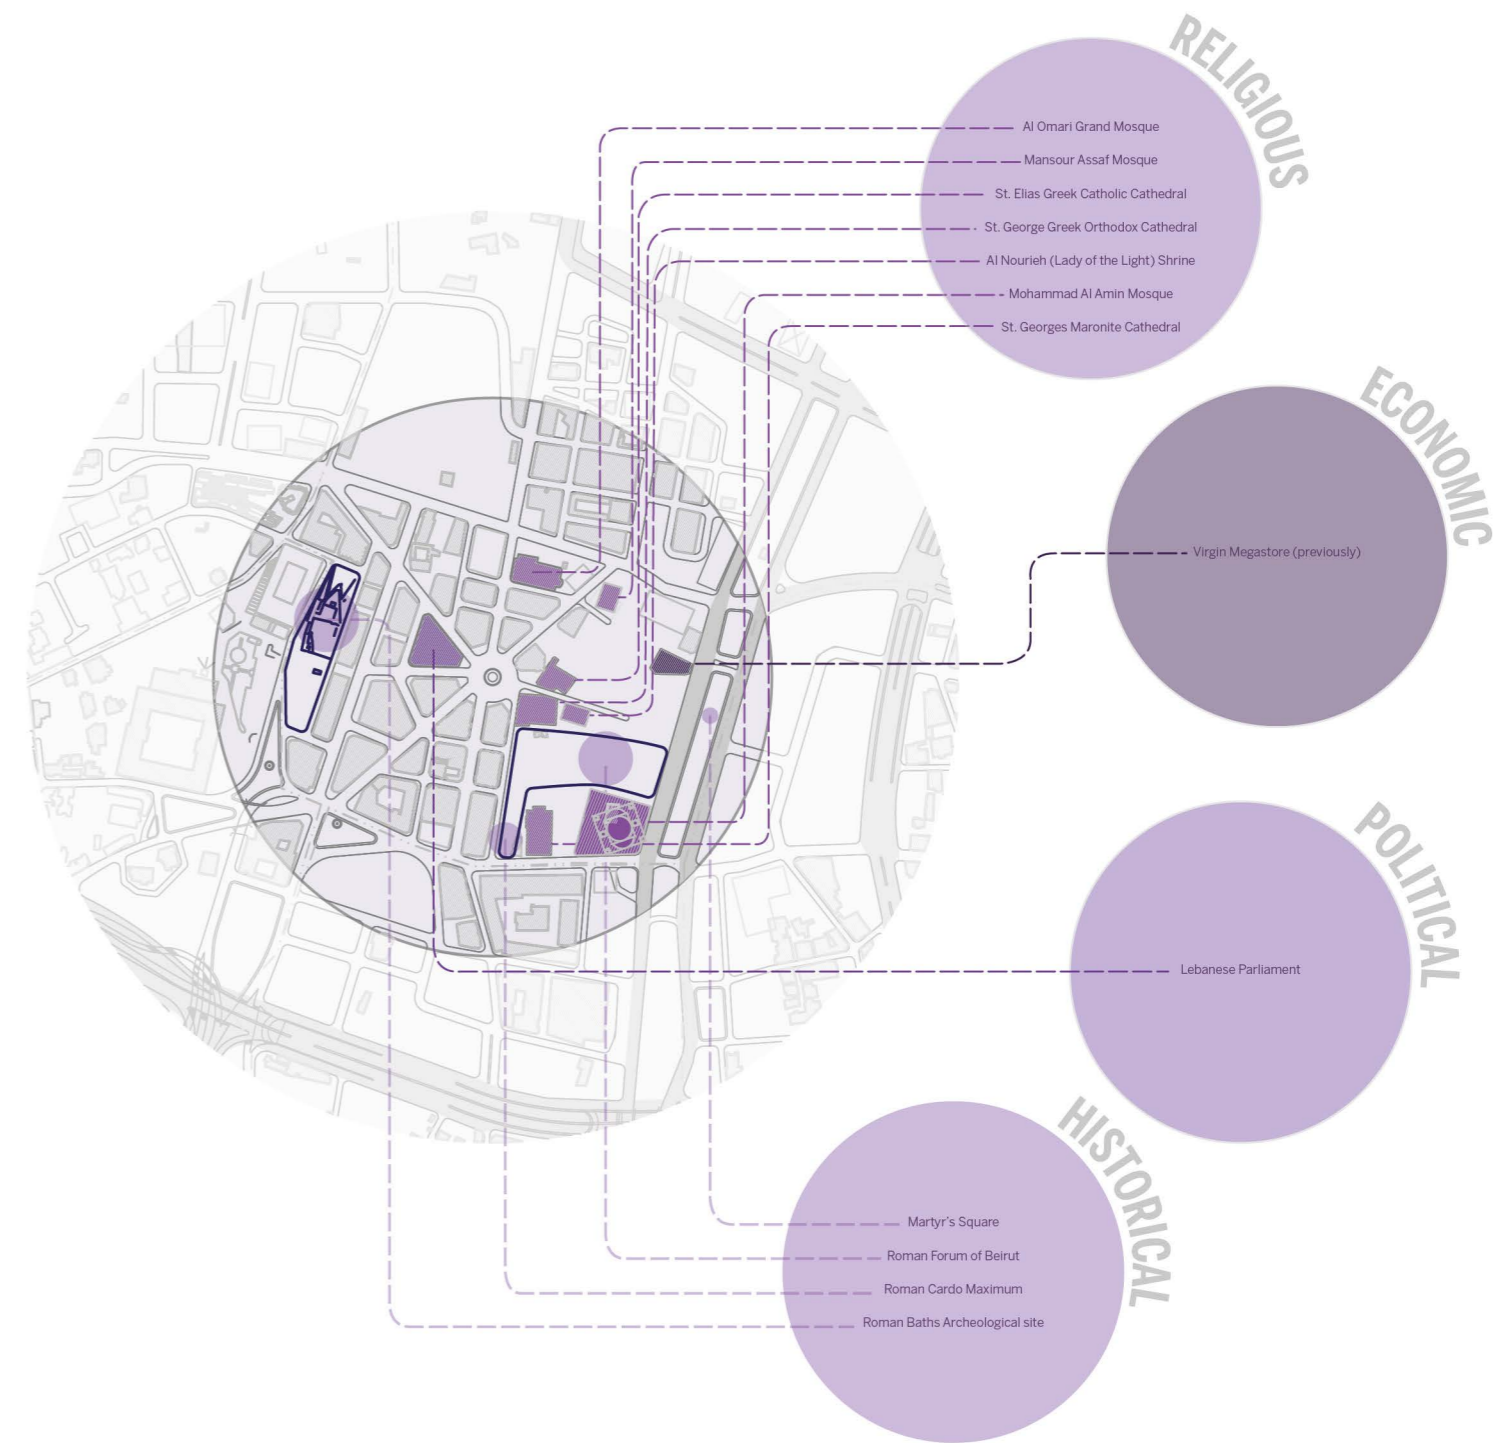 RELIGIOUS
Al Omari Grand Mosque
Mansour Assaf Mosque
St. Elias Greek Catholic Cathedral
St. George Greek Orthodox Cathedral
Al Nourieh (Lady of the Light) Shrine
Mohammad Al Amin Mosque
St. Georges Maronite Cathedral
ECONOMIC
Virgin Megastore (previously)
POLITICAL
Lebanese Parliament
HISTORICAL
Martyr's Square
Roman Forum of Beirut
Roman Cardo Maximum
Roman Baths Archeological site